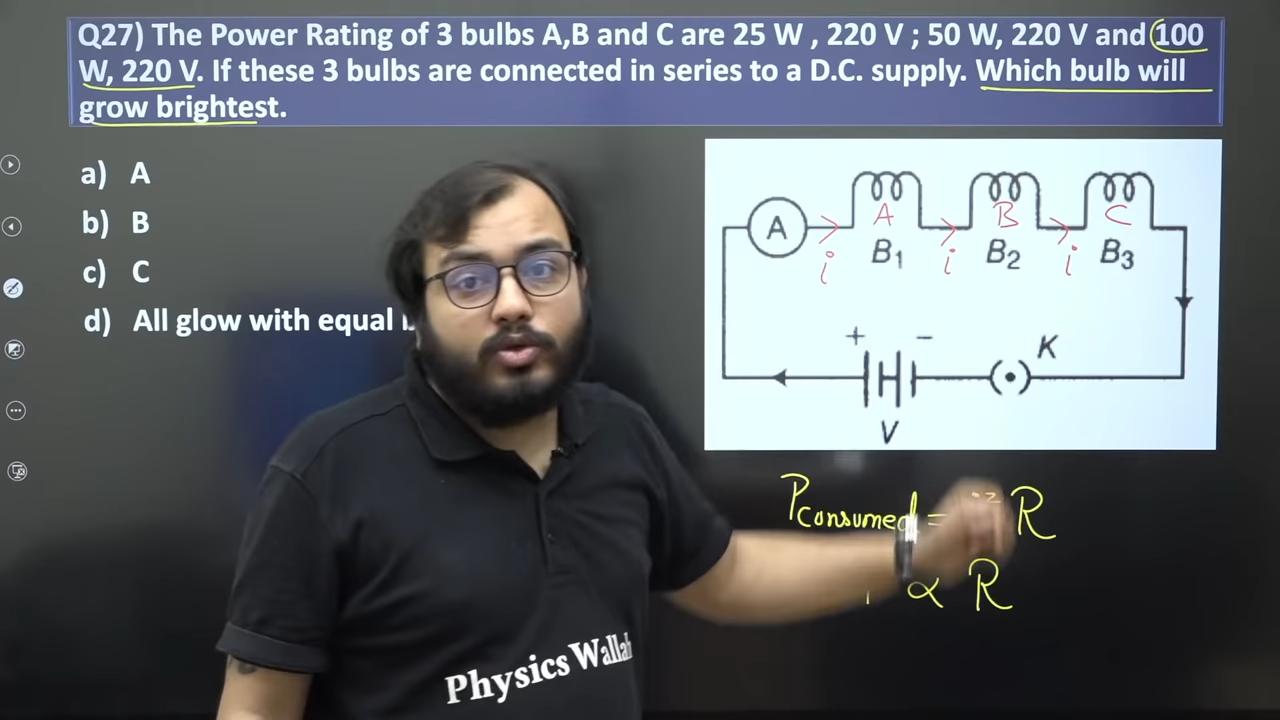 Q27) The Power Rating of 3 bulbs A,B and C are 25 W , 220 V ; 50 W, 220 V and 100
W, 220 V. If these 3 bulbs are connected in series to a D.C. supply. Which bulb will
grow brightest.
a) A
b) B
c) C
d) All glow with equal
A B C
A
B₁ B₂ B₃
i i i
+ −
K
V
Pconsumed = R
∝ R
Physics Wallah